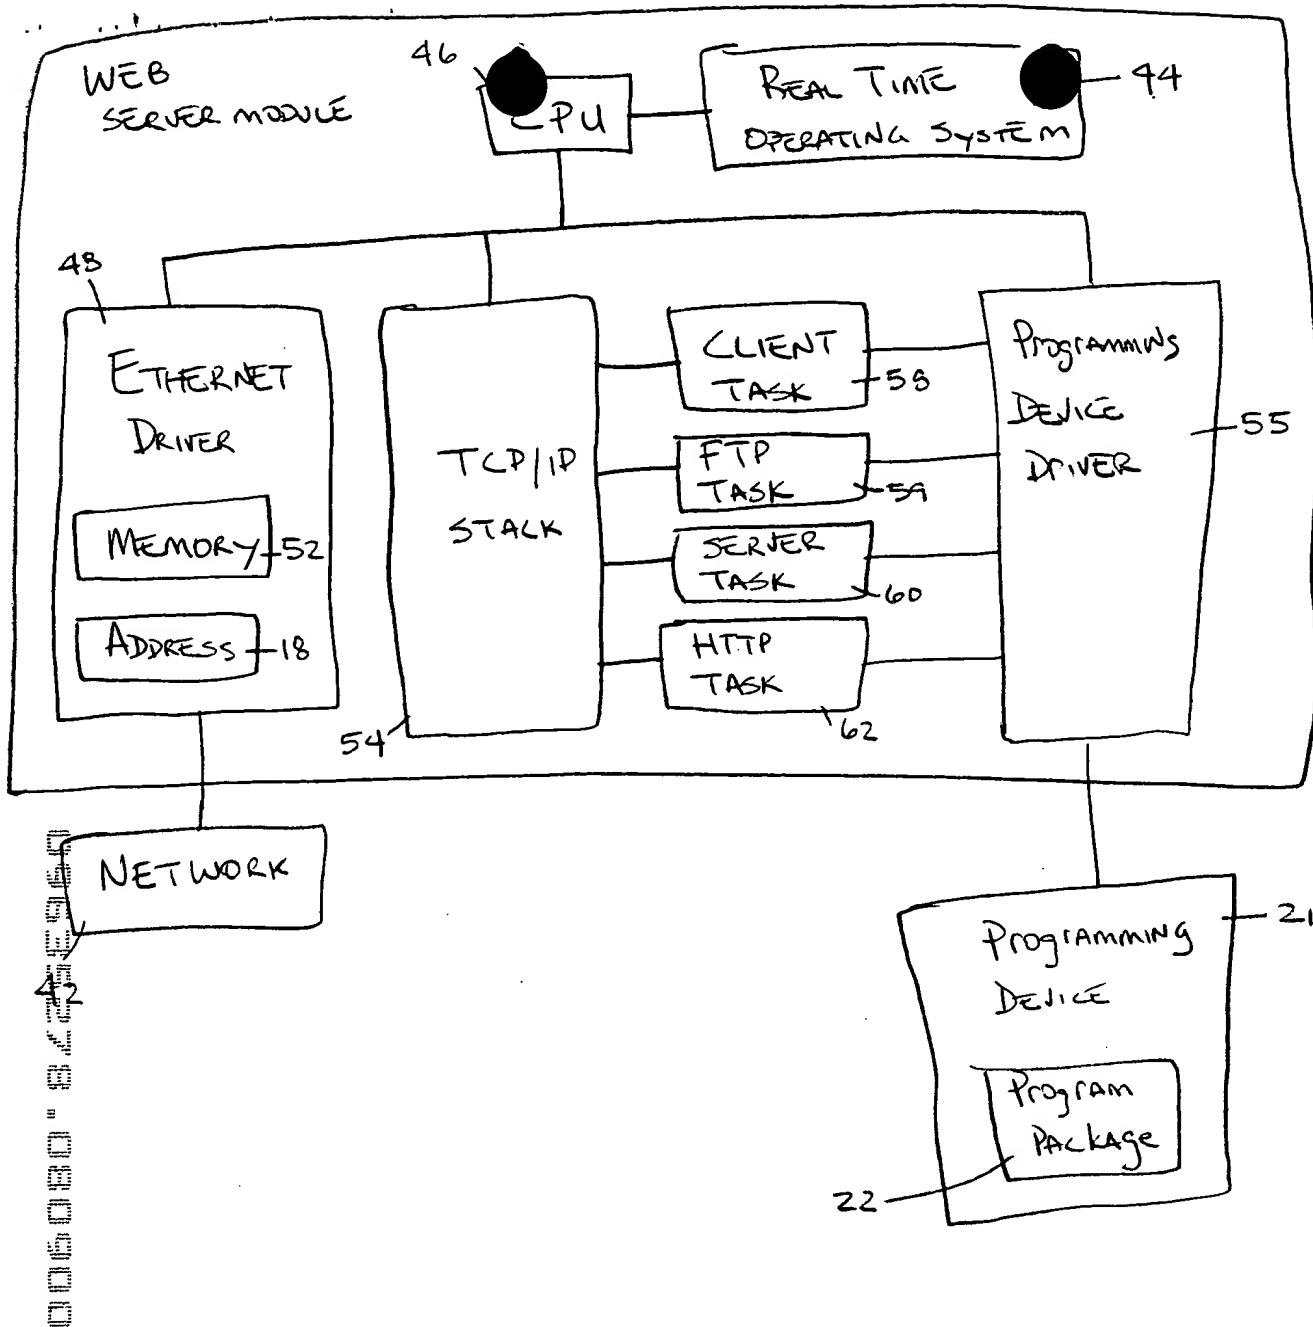 WEB
SERVER MODULE
46
CPU
REAL TIME
OPERATING SYSTEM
44
48
ETHERNET
DRIVER
MEMORY
52
ADDRESS
18
TCP/IP
STACK
54
CLIENT
TASK
58
FTP
TASK
59
SERVER
TASK
60
HTTP
TASK
62
Programming
DEVICE
DRIVER
55
NETWORK
42
Programming
DEVICE
21
Program
PACKAge
22